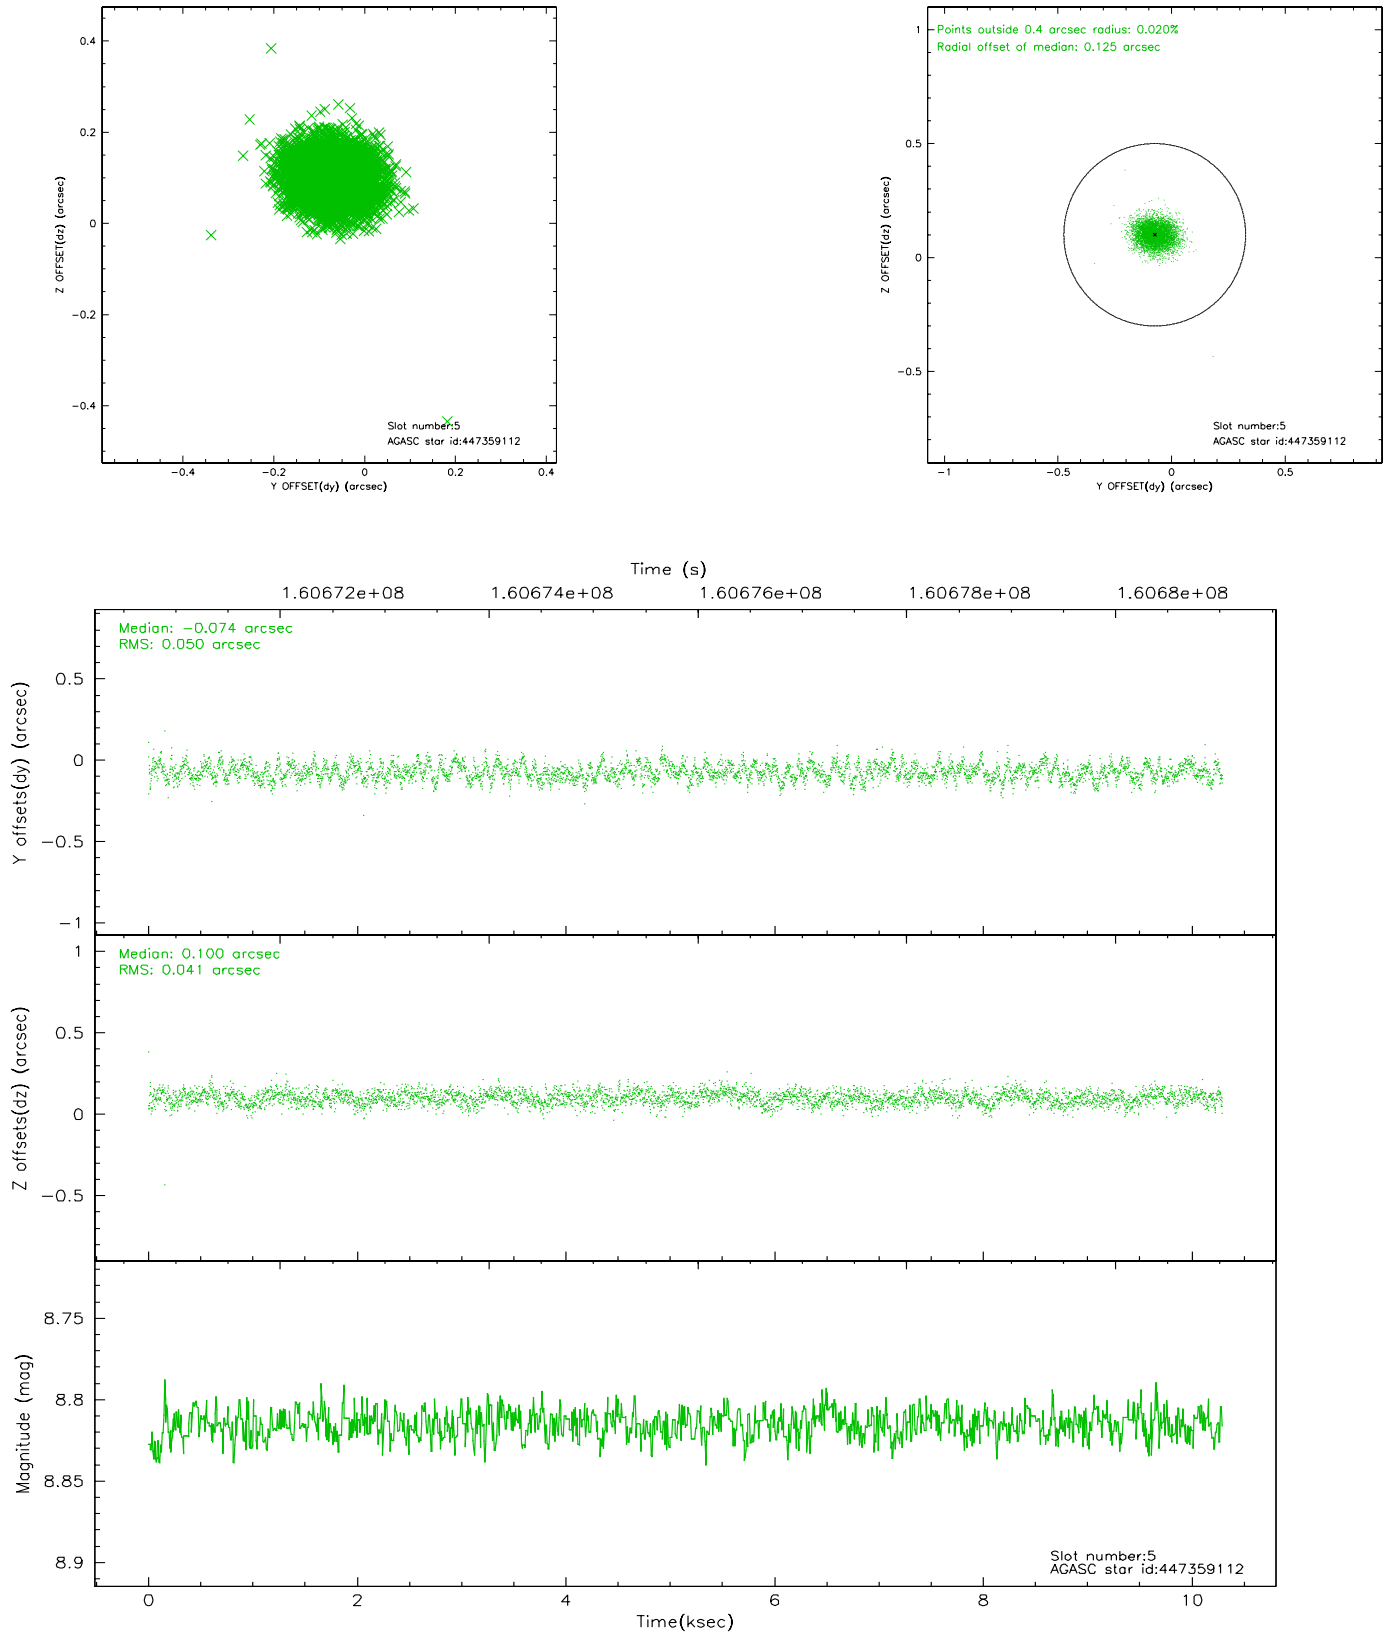 0.4
0.2
0
−0.2
−0.4
Z OFFSET(dz) (arcsec)
Slot number:5
AGASC star id:447359112
−0.4
−0.2
0
0.2
0.4
Y OFFSET(dy) (arcsec)
Points outside 0.4 arcsec radius: 0.020%
Radial offset of median: 0.125 arcsec
1
0.5
0
−0.5
Z OFFSET(dz) (arcsec)
Slot number:5
AGASC star id:447359112
−1
−0.5
0
0.5
Y OFFSET(dy) (arcsec)
Time (s)
1.60672e+08
1.60674e+08
1.60676e+08
1.60678e+08
1.6068e+08
Median: −0.074 arcsec
RMS: 0.050 arcsec
0.5
0
−0.5
−1
Y offsets(dy) (arcsec)
Median: 0.100 arcsec
RMS: 0.041 arcsec
1
0.5
0
−0.5
Z offsets(dz) (arcsec)
8.75
8.8
8.85
8.9
Magnitude (mag)
Slot number:5
AGASC star id:447359112
0
2
4
6
8
10
Time(ksec)